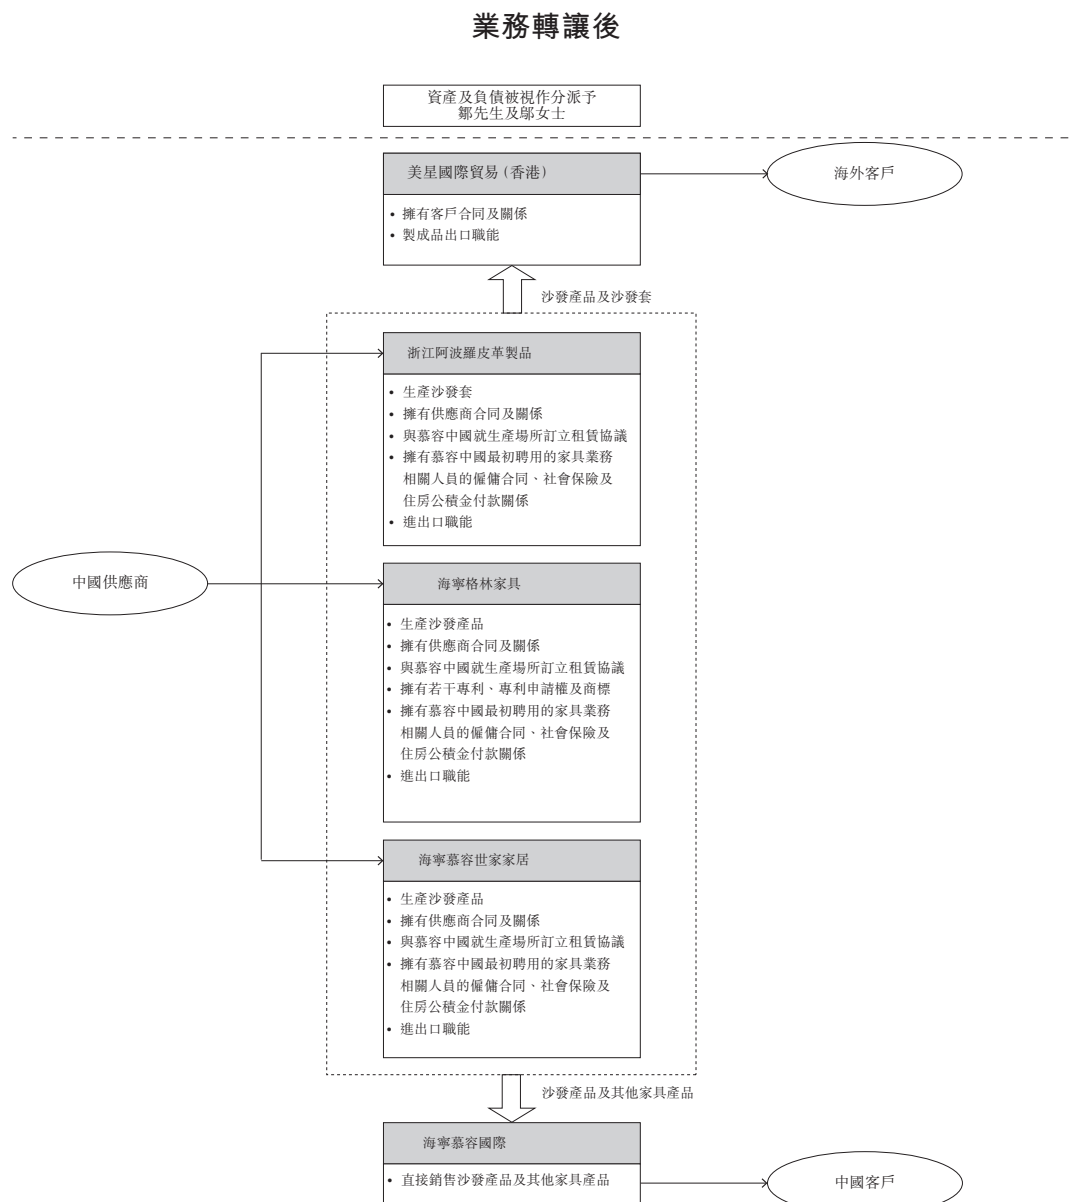 業務轉讓後
資產及負債被視作分派予
鄒先生及鄔女士
美星國際貿易(香港)
海外客戶
• 擁有客戶合同及關係
• 製成品出口職能
沙發產品及沙發套
浙江阿波羅皮革製品
• 生產沙發套
• 擁有供應商合同及關係
• 與慕容中國就生產場所訂立租賃協議
• 擁有慕容中國最初聘用的家具業務
相關人員的僱傭合同、社會保險及
住房公積金付款關係
• 進出口職能
中國供應商
海寧格林家具
• 生產沙發產品
• 擁有供應商合同及關係
• 與慕容中國就生產場所訂立租賃協議
• 擁有若干專利、專利申請權及商標
• 擁有慕容中國最初聘用的家具業務
相關人員的僱傭合同、社會保險及
住房公積金付款關係
• 進出口職能
海寧慕容世家家居
• 生產沙發產品
• 擁有供應商合同及關係
• 與慕容中國就生產場所訂立租賃協議
• 擁有慕容中國最初聘用的家具業務
相關人員的僱傭合同、社會保險及
住房公積金付款關係
• 進出口職能
沙發產品及其他家具產品
海寧慕容國際
• 直接銷售沙發產品及其他家具產品
中國客戶